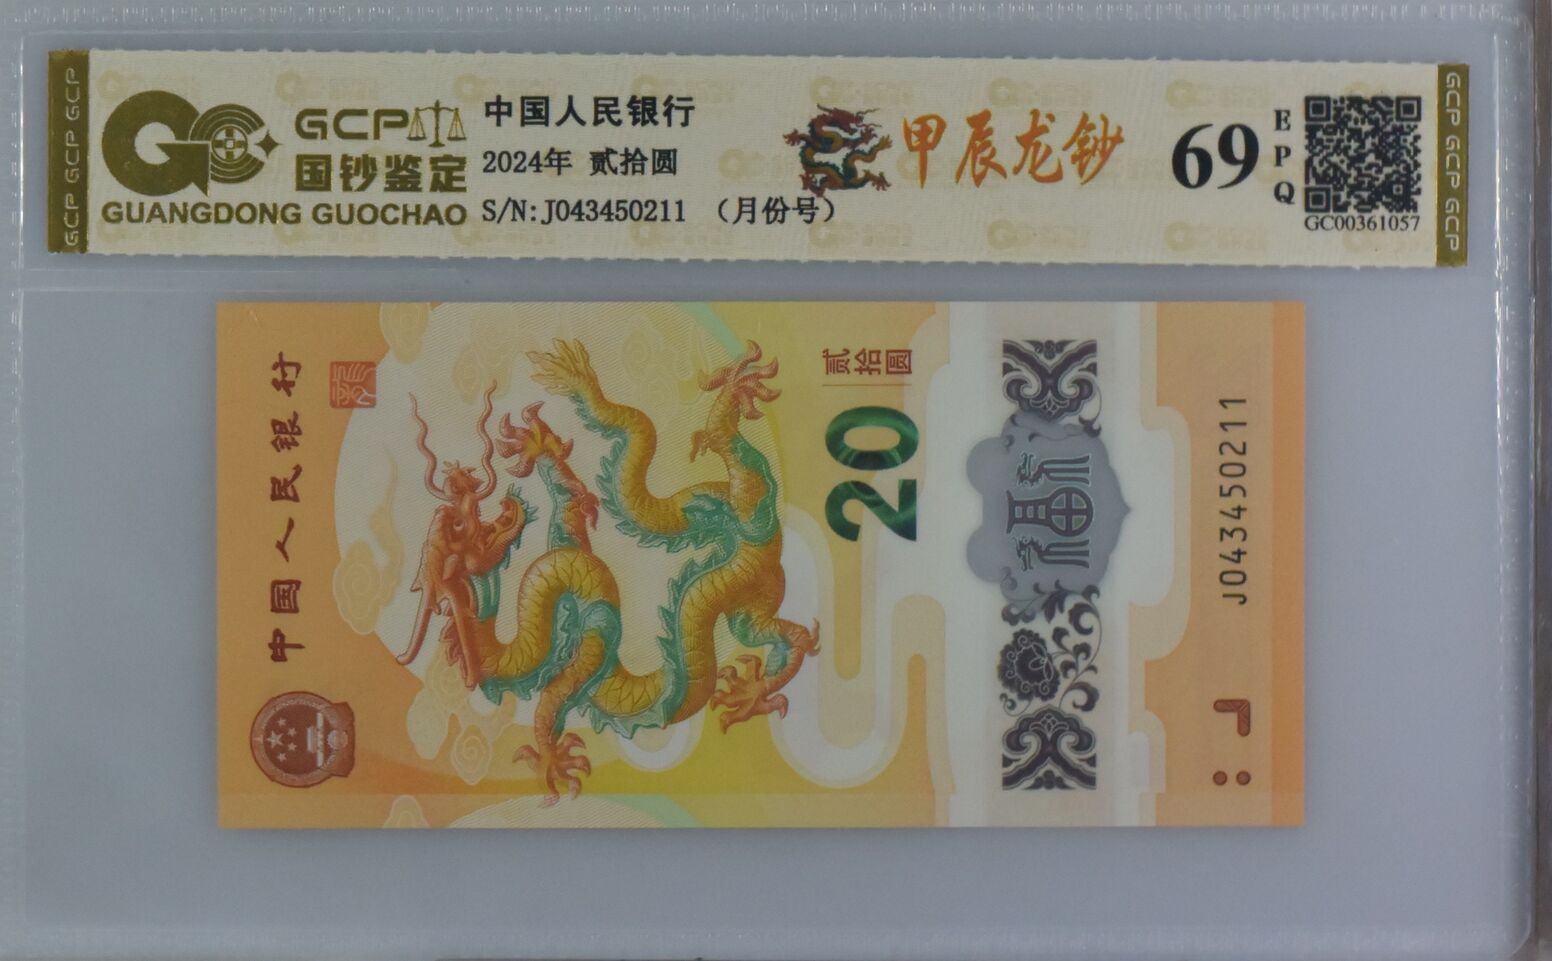 GCP
国钞鉴定
GUANGDONG GUOCHAO
中国人民银行
2024年 贰拾圆
S/N:J043450211 （月份号）
甲辰龙钞
69
EPQ
GC00361057
GCP GCP GCP
GCP GCP GCP
中国人民银行
贰拾圆
20
福
J043450211